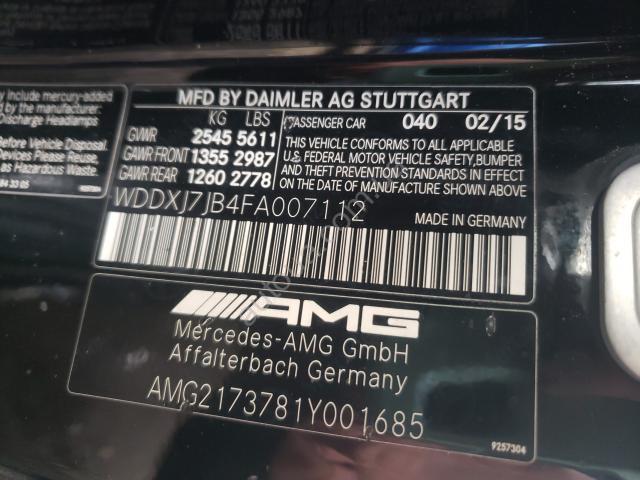 y Include mercury-added
by the manufacturer
Discharge Headlamps
Before Vehicle Disposal.
Devices Please Reuse,
as Hazardous Waste.
MFD BY DAIMLER AG STUTTGART
KG LBS
GVWR 2545 5611
GAWR FRONT 1355 2987
GAWR REAR 1260 2778
PASSENGER CAR 040 02/15
THIS VEHICLE CONFORMS TO ALL APPLICABLE
U.S. FEDERAL MOTOR VEHICLE SAFETY, BUMPER
AND THEFT PREVENTION STANDARDS
IN EFFECT ON THE DATE OF
MANUFACTURE SHOWN ABOVE.
WDDXJ7JB4FA007112
MADE IN GERMANY
AMG
Mercedes-AMG GmbH
Affalterbach Germany
AMG2173781Y001685
9257304